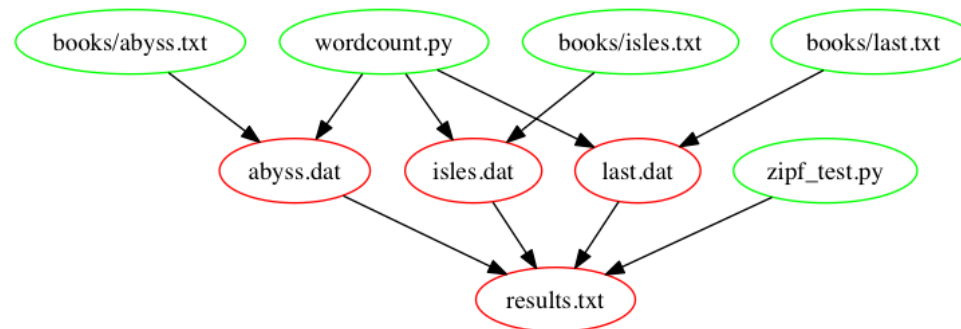 books/abyss.txt
wordcount.py
books/isles.txt
books/last.txt
abyss.dat
isles.dat
last.dat
zipf_test.py
results.txt